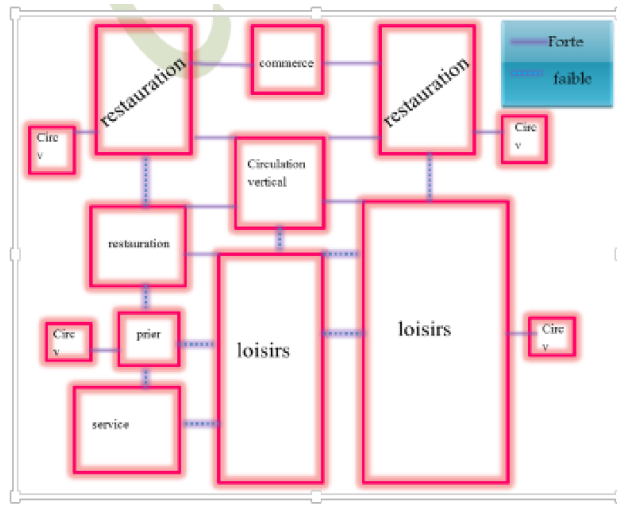 restauration
commerce
restauration
Forte
faible
Circ
v
Circ
v
Circulation
vertical
restauration
loisirs
loisirs
Circ
v
prier
Circ
v
service